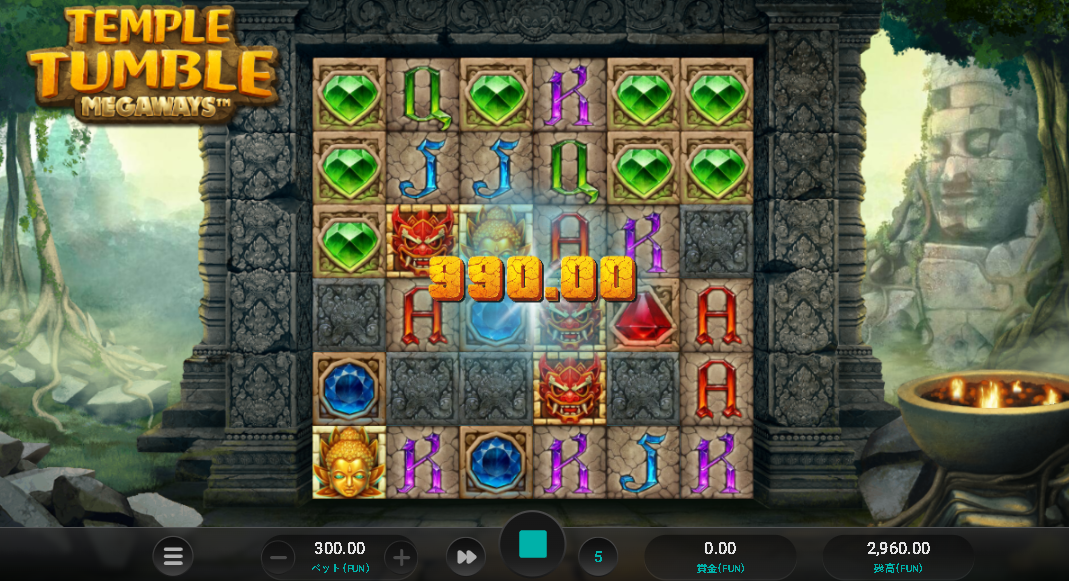 TEMPLE
TUMBLE
MEGAWAYS™
Q K
J J Q
A K
990.00
A A
A
K K J K
300.00
ベット(FUN)
5
0.00
賞金(FUN)
2,960.00
残高(FUN)